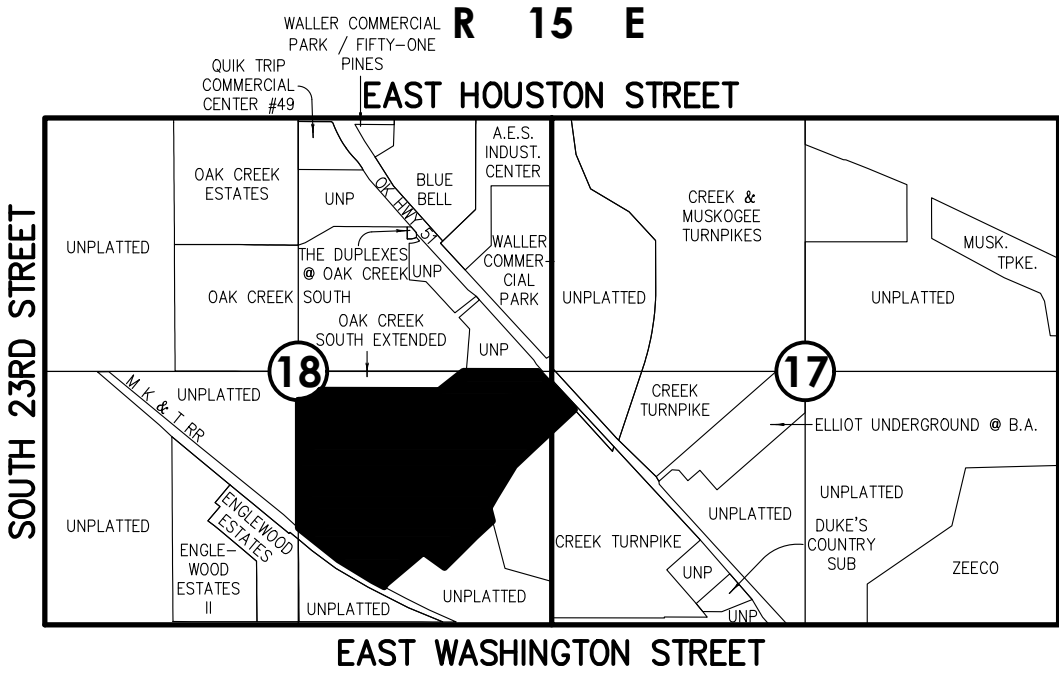 R 15 E
WALLER COMMERCIAL
PARK / FIFTY-ONE
PINES
QUIK TRIP
COMMERCIAL
CENTER #49
EAST HOUSTON STREET
SOUTH 23RD STREET
UNPLATTED
OAK CREEK
ESTATES
UNP
OK HWY 51
BLUE
BELL
A.E.S.
INDUST.
CENTER
THE DUPLEXES
@ OAK CREEK
UNP
WALLER
COMMER-
CIAL
PARK
OAK CREEK SOUTH
OAK CREEK
SOUTH EXTENDED
UNP
UNPLATTED
CREEK &
MUSKOGEE
TURNPIKES
MUSK.
TPKE.
UNPLATTED
18
17
M K & T RR
UNPLATTED
CREEK
TURNPIKE
ELLIOT UNDERGROUND @ B.A.
UNPLATTED
ENGLEWOOD
ESTATES
ENGLE-
WOOD
ESTATES
II
UNPLATTED
UNPLATTED
CREEK TURNPIKE
UNPLATTED
UNPLATTED
DUKE'S
COUNTRY
SUB
UNP
UNP
ZEECO
EAST WASHINGTON STREET